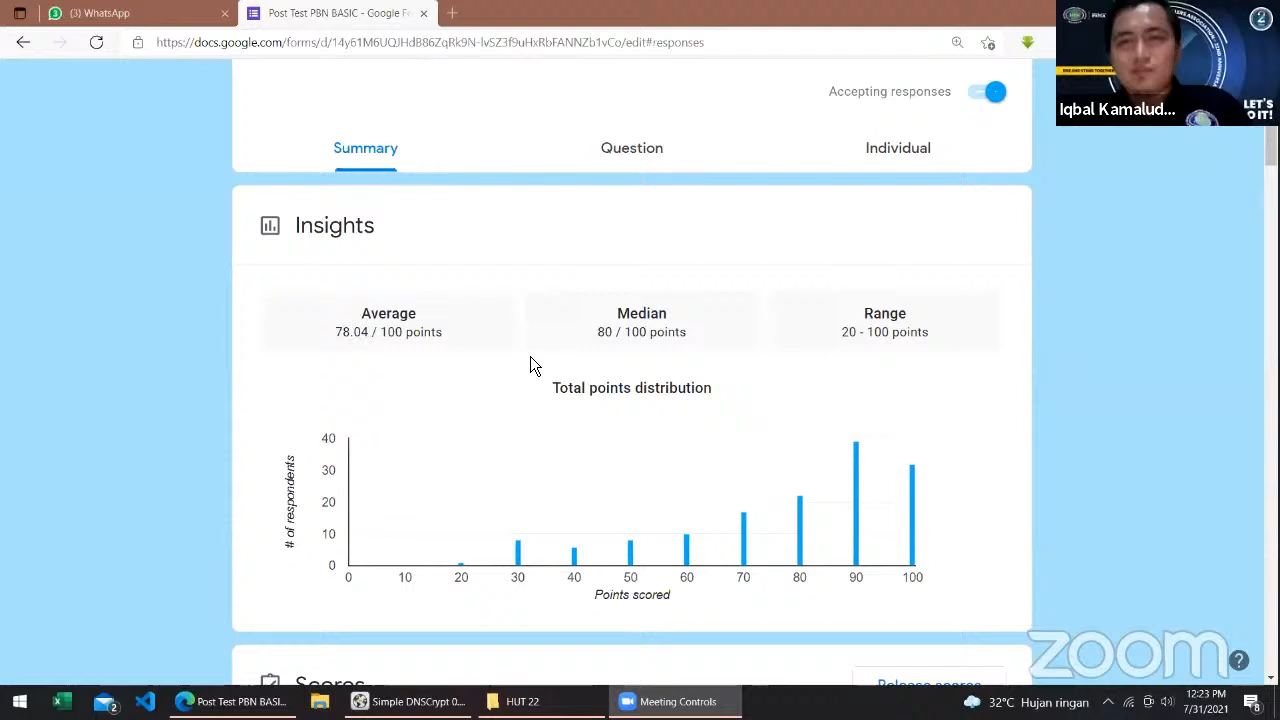 (3) WhatsApp
Post Test PBN BASIC - Google Fo
https://docs.google.com/forms/d/14y61M6UQJHdB86ZqRk9N-lvSZ3f9uHxRbFANNZb1vCo/edit#responses
Accepting responses
Summary
Question
Individual
Insights
Average
78.04 / 100 points
Median
80 / 100 points
Range
20 - 100 points
Total points distribution
# of respondents
40
30
20
10
0
0 10 20 30 40 50 60 70 80 90 100
Points scored
Scores
Release scores
Iqbal Kamalud...
LET'S
zoom
Post Test PBN BASI...
Simple DNSCrypt o...
HUT 22
Meeting Controls
32°C Hujan ringan
12:23 PM
7/31/2021